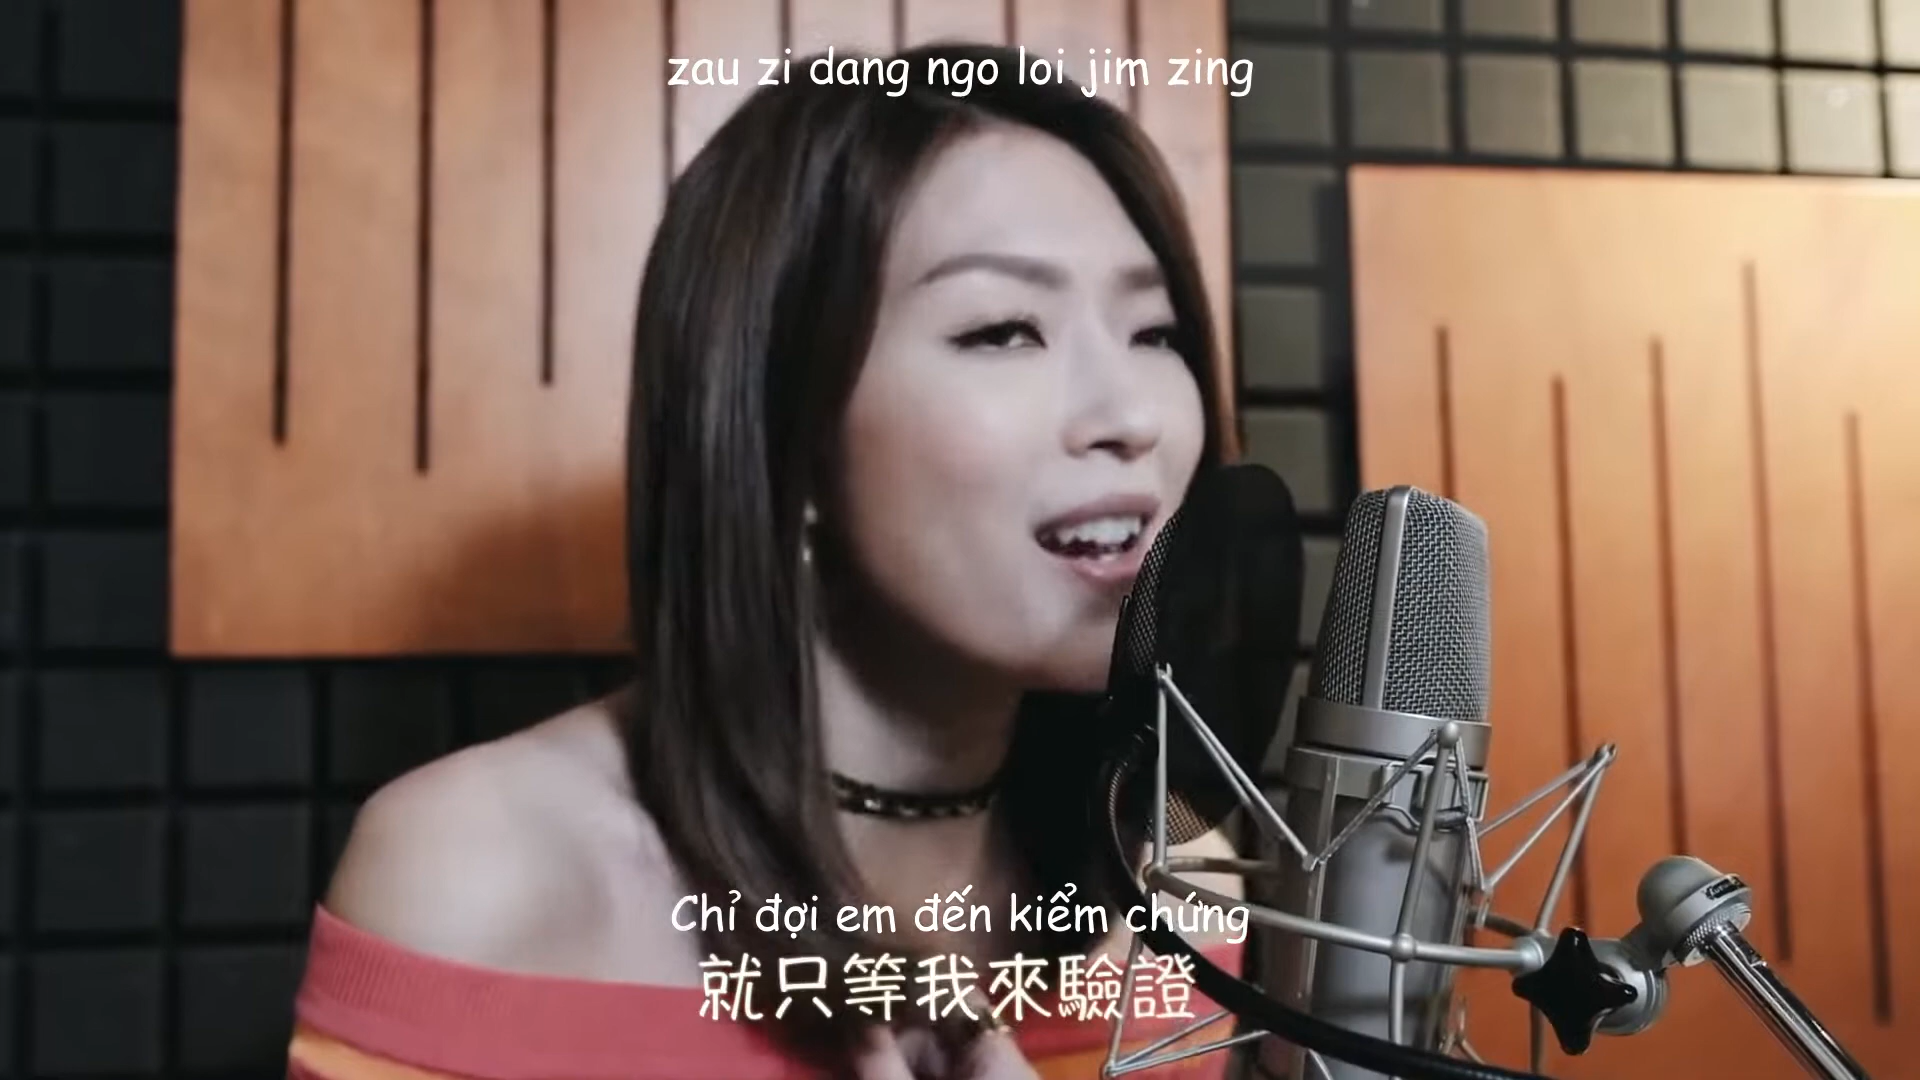 zau zi dang ngo loi jim zing
Chỉ đợi em đến kiểm chứng
就只等我來驗證